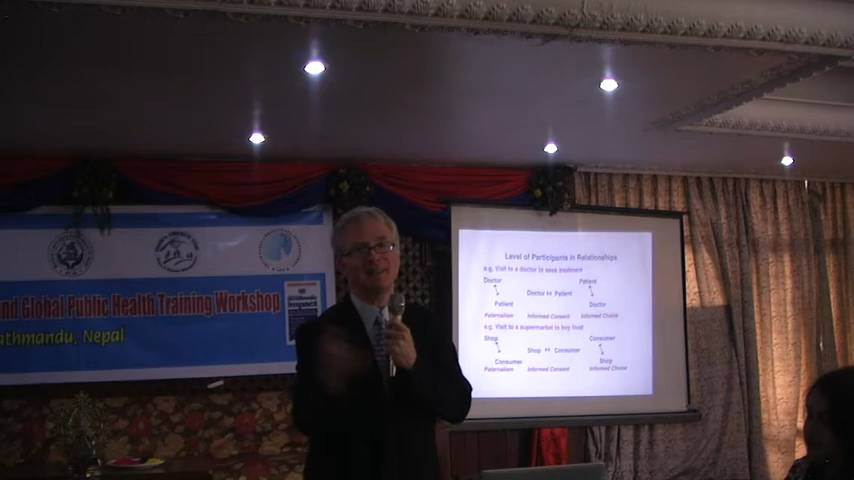 and Global Public Health Training Workshop
athmandu, Nepal
Level of Participants in Relationships
e.g. Visit to a doctor to seek treatment
Doctor Patient
Doctor ↔ Patient
Patient Doctor
Paternalism Informed Consent Informed Choice
e.g. Visit to a supermarket to buy food
Shop Consumer
Shop ↔ Consumer
Consumer Shop
Paternalism Informed Consent Informed Choice